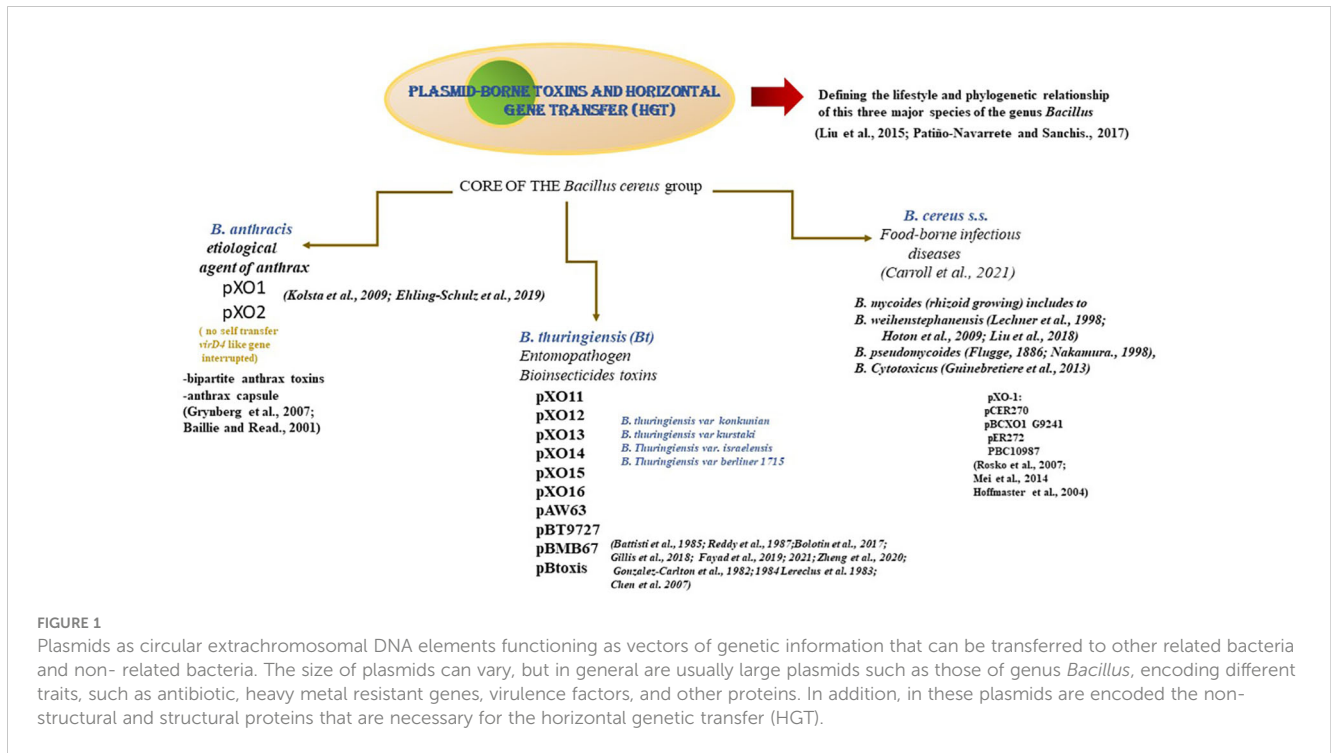 PLASMID-BORNE TOXINS AND HORIZONTAL
GENE TRANSFER (HGT)
Defining the lifestyle and phylogenetic relationship
of this three major species of the genus Bacillus
(Liu et al., 2015; Patiño-Navarrete and Sanchis., 2017)
CORE OF THE Bacillus cereus group
B. anthracis
etiological
agent of anthrax
pXO1
pXO2
(Kolsta et al., 2009; Ehling-Schulz et al., 2019)
( no self transfer
virD4 like gene
interrupted)
-bipartite anthrax toxins
-anthrax capsule
(Grynberg et al., 2007;
Baillie and Read., 2001)
B. thuringiensis (Bt)
Entomopathogen
Bioinsecticides toxins
pXO11
pXO12
pXO13
pXO14
pXO15
pXO16
pAW63
pBT9727
pBMB67
pBtoxis
B. thuringiensis var konkunian
B. thuringiensis var kurstaki
B. Thuringiensis var. israelensis
B. Thuringiensis var berliner 1715
(Battisti et al., 1985; Reddy et al., 1987;Bolotin et al., 2017;
Gillis et al., 2018; Fayad et al., 2019; 2021; Zheng et al., 2020;
Gonzalez-Carlton et al., 1982; 1984 Lereclus et al. 1983;
Chen et al. 2007)
B. cereus s.s.
Food-borne infectious
diseases
(Carroll et al., 2021)
B. mycoides (rhizoid growing) includes to
B. weihenstephanensis (Lechner et al., 1998;
Hoton et al., 2009; Liu et al., 2018)
B. pseudomycoides (Flugge, 1886; Nakamura., 1998),
B. Cytotoxicus (Guinebretiere et al., 2013)
pXO-1:
pCER270
pBCXO1 G9241
pER272
PBC10987
(Rosko et al., 2007;
Mei et al., 2014
Hoffmaster et al., 2004)
FIGURE 1
Plasmids as circular extrachromosomal DNA elements functioning as vectors of genetic information that can be transferred to other related bacteria
and non- related bacteria. The size of plasmids can vary, but in general are usually large plasmids such as those of genus Bacillus, encoding different
traits, such as antibiotic, heavy metal resistant genes, virulence factors, and other proteins. In addition, in these plasmids are encoded the non-
structural and structural proteins that are necessary for the horizontal genetic transfer (HGT).